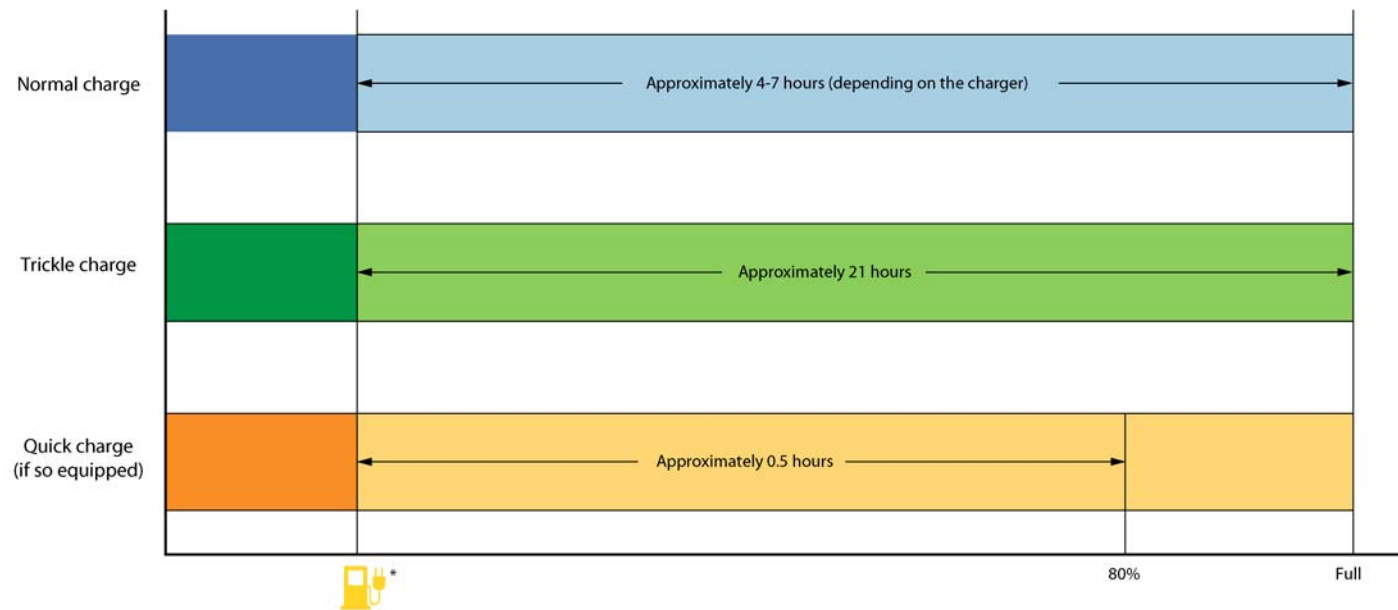 Normal charge
Approximately 4-7 hours (depending on the charger)
Trickle charge
Approximately 21 hours
Quick charge
(if so equipped)
Approximately 0.5 hours
*
80%
Full